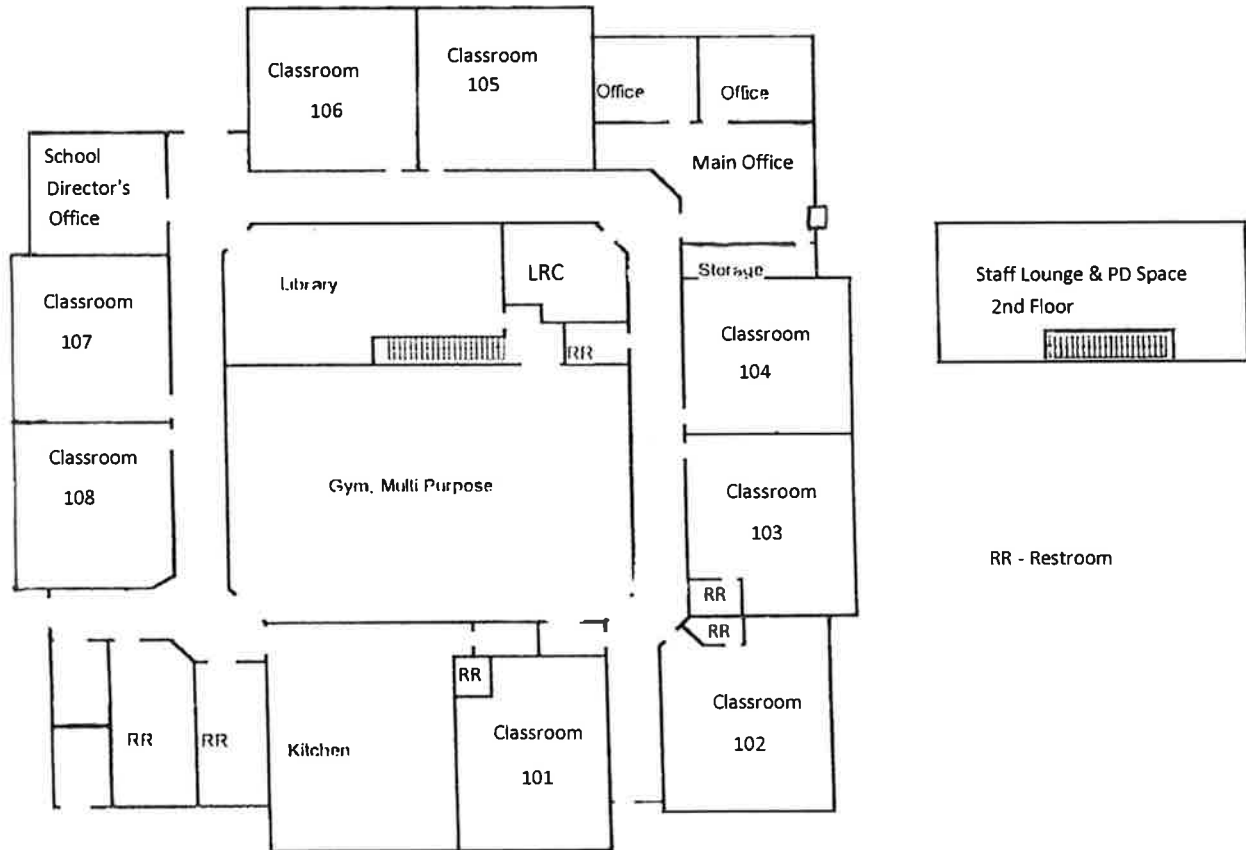 Classroom
106
Classroom
105
Office
Office
School
Director's
Office
Main Office
Library
LRC
Storage
Staff Lounge & PD Space
2nd Floor
Classroom
107
Classroom
104
RR
Classroom
108
Gym, Multi Purpose
Classroom
103
RR - Restroom
RR
RR
RR
Classroom
102
RR
RR
Kitchen
Classroom
101